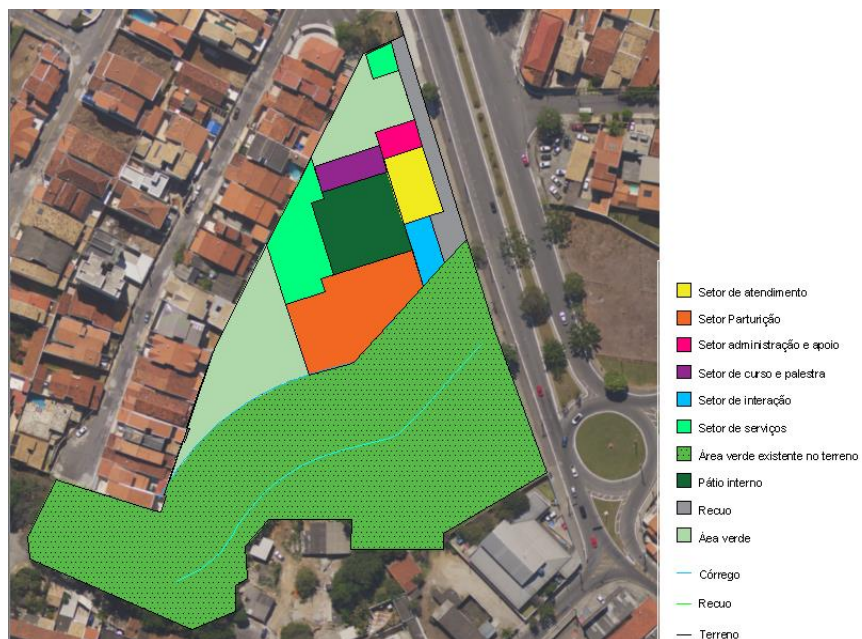 Setor de atendimento
Setor Parturição
Setor administração e apoio
Setor de curso e palestra
Setor de interação
Setor de serviços
Área verde existente no terreno
Pátio interno
Recuo
Áea verde
Córrego
Recuo
Terreno